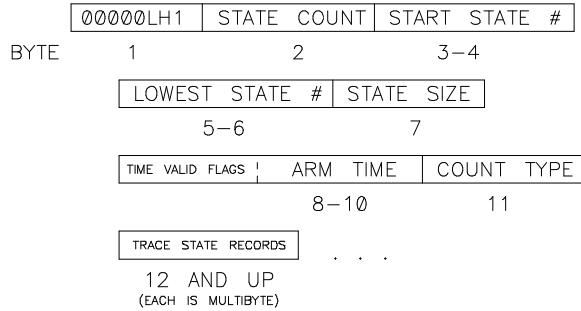 00000LH1 STATE COUNT START STATE #
BYTE 1 2 3-4
LOWEST STATE # STATE SIZE
5-6 7
TIME VALID FLAGS ARM TIME COUNT TYPE
8-10 11
TRACE STATE RECORDS . . .
12 AND UP
(EACH IS MULTIBYTE)